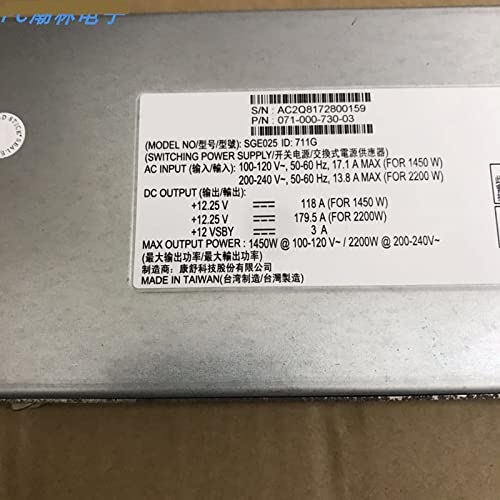 潮林电子
S/N : AC2Q8172800159
P/N : 071-000-730-03
(MODEL NO/型号/型號): SGE025 ID: 711G
(SWITCHING POWER SUPPLY/开关电源/交換式電源供應器)
AC INPUT (输入/輸入): 100-120 V~, 50-60 Hz, 17.1 A MAX (FOR 1450 W)
200-240 V~, 50-60 Hz, 13.8 A MAX (FOR 2200 W)
DC OUTPUT (输出/輸出):
+12.25 V 118 A (FOR 1450 W)
+12.25 V 179.5 A (FOR 2200W)
+12 VSBY 3 A
MAX OUTPUT POWER : 1450W @ 100-120 V~ / 2200W @ 200-240V~
(最大输出功率/最大輸出功率)
制造商: 康舒科技股份有限公司
MADE IN TAIWAN(台湾制造/台灣製造)